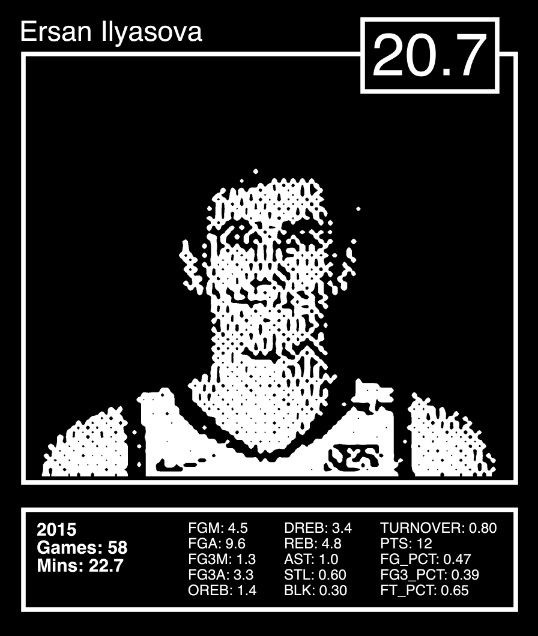 Ersan Ilyasova
20.7
2015
Games: 58
Mins: 22.7
FGM: 4.5
FGA: 9.6
FG3M: 1.3
FG3A: 3.3
OREB: 1.4
DREB: 3.4
REB: 4.8
AST: 1.0
STL: 0.60
BLK: 0.30
TURNOVER: 0.80
PTS: 12
FG_PCT: 0.47
FG3_PCT: 0.39
FT_PCT: 0.65